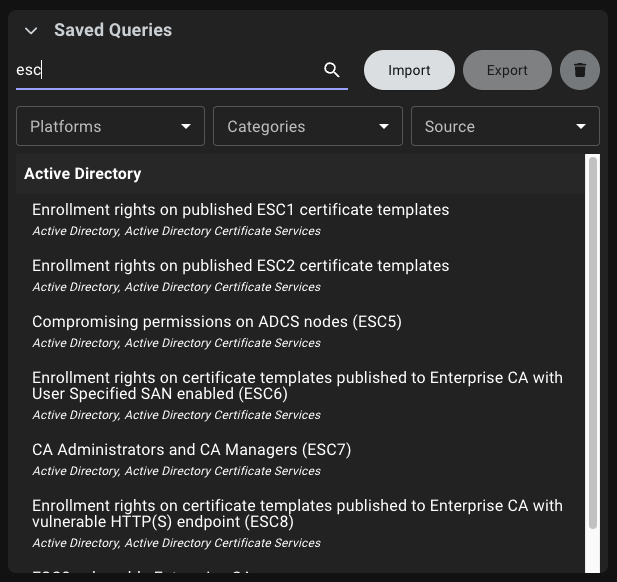 Saved Queries
esc
Import
Export
Platforms
Categories
Source
Active Directory
Enrollment rights on published ESC1 certificate templates
Active Directory, Active Directory Certificate Services
Enrollment rights on published ESC2 certificate templates
Active Directory, Active Directory Certificate Services
Compromising permissions on ADCS nodes (ESC5)
Active Directory, Active Directory Certificate Services
Enrollment rights on certificate templates published to Enterprise CA with
User Specified SAN enabled (ESC6)
Active Directory, Active Directory Certificate Services
CA Administrators and CA Managers (ESC7)
Active Directory, Active Directory Certificate Services
Enrollment rights on certificate templates published to Enterprise CA with
vulnerable HTTP(S) endpoint (ESC8)
Active Directory, Active Directory Certificate Services